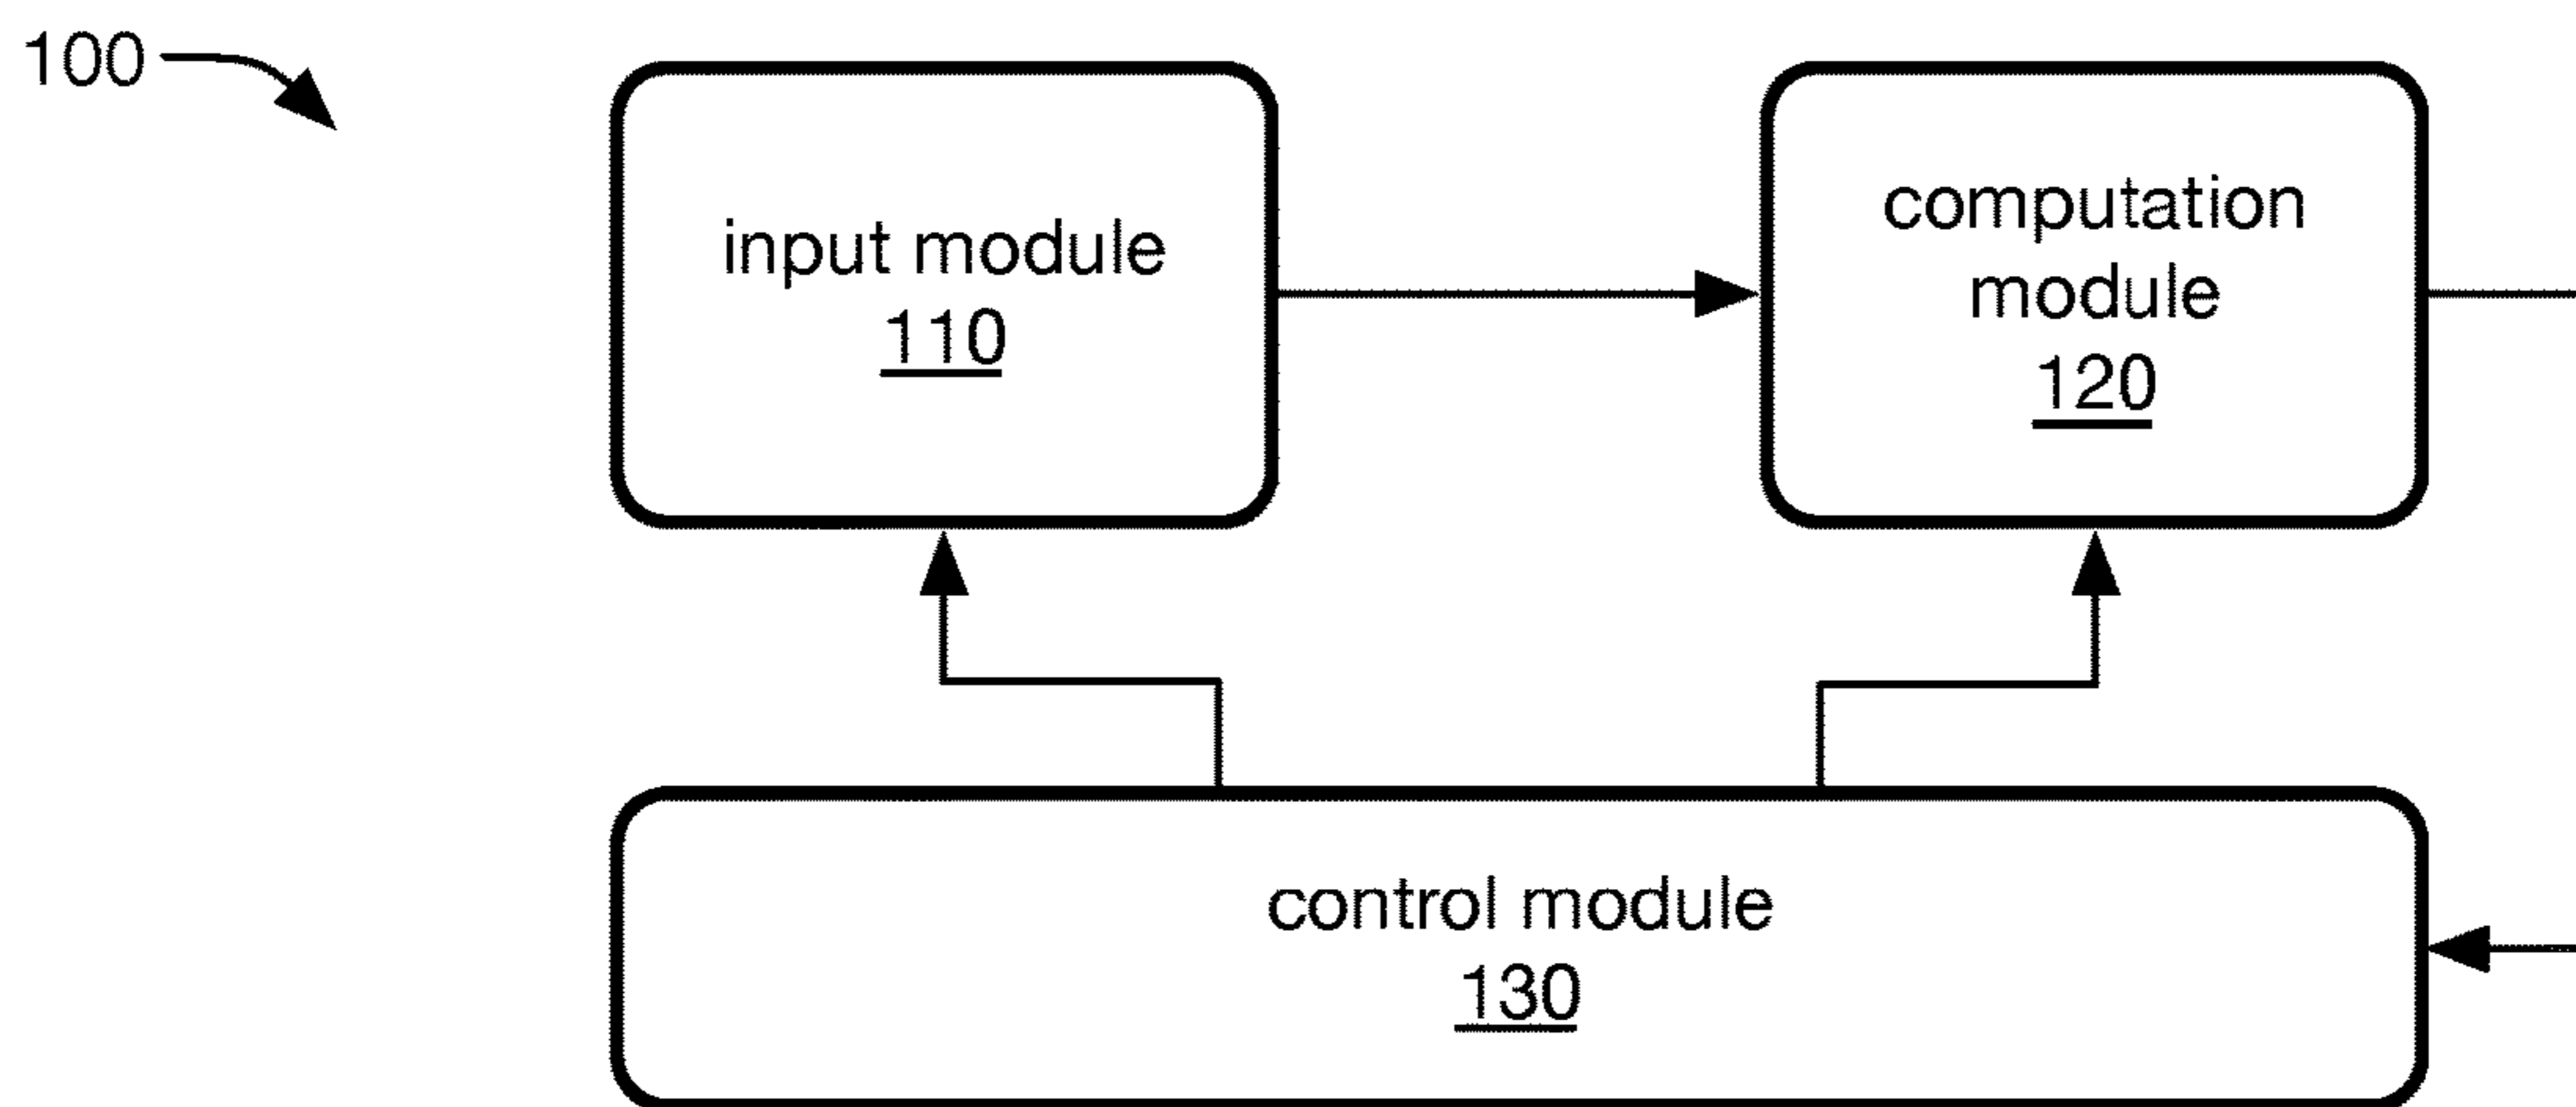 100
input module
110
computation
module
120
control module
130